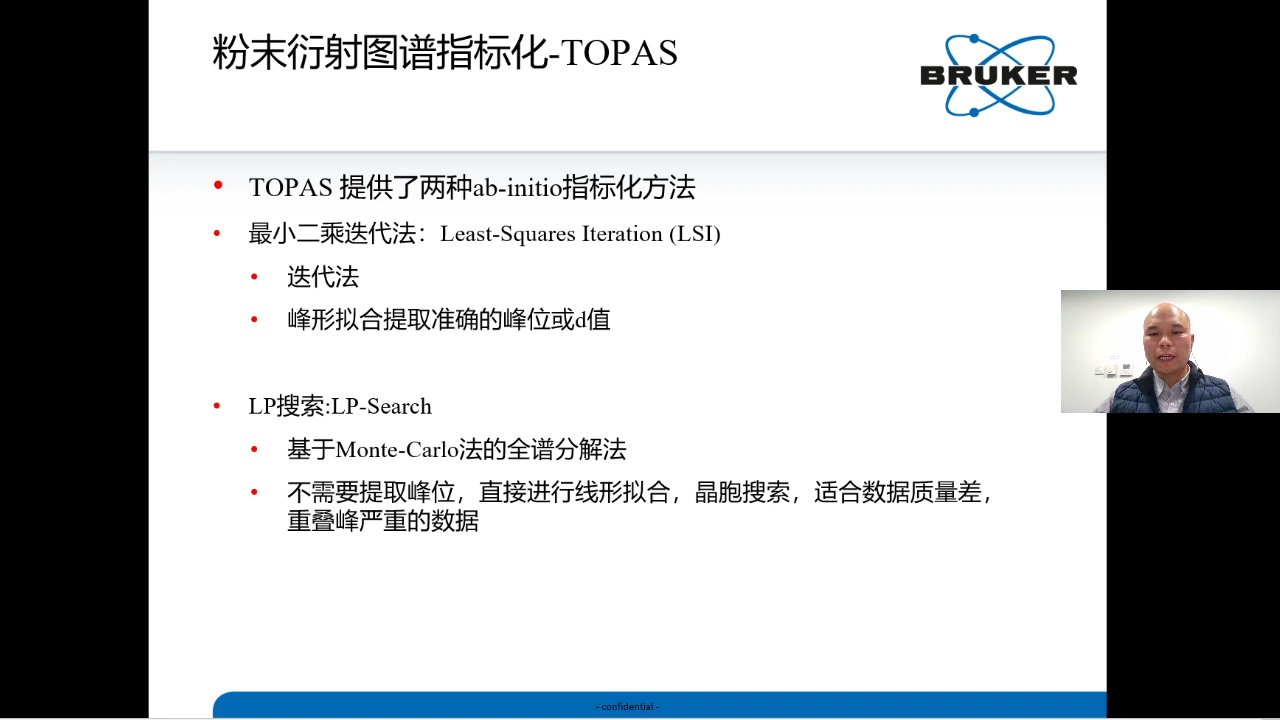 粉末衍射图谱指标化-TOPAS
BRUKER
TOPAS 提供了两种ab-initio指标化方法
最小二乘迭代法：Least-Squares Iteration (LSI)
迭代法
峰形拟合提取准确的峰位或d值
LP搜索:LP-Search
基于Monte-Carlo法的全谱分解法
不需要提取峰位，直接进行线形拟合，晶胞搜索，适合数据质量差，
重叠峰严重的数据
- confidential -